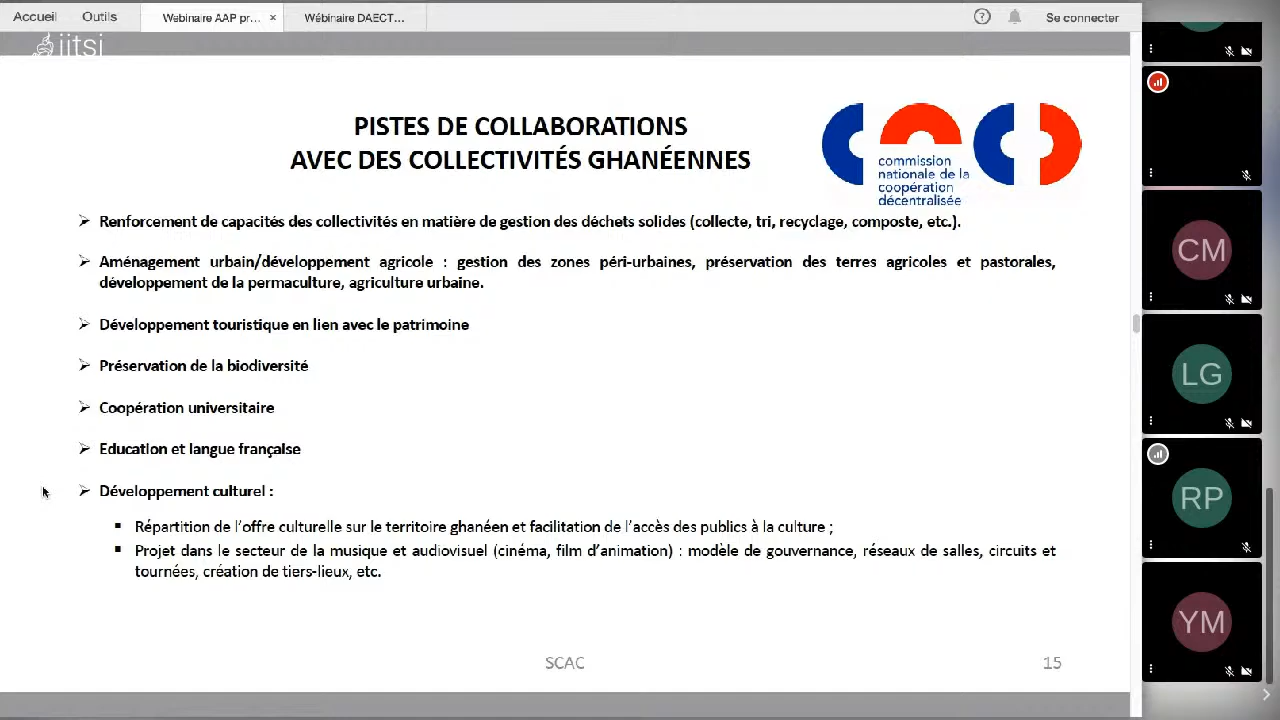 Accueil Outils Webinaire AAP pr... × Wébinaire DAECT... ? Se connecter
iitsi
PISTES DE COLLABORATIONS
AVEC DES COLLECTIVITÉS GHANÉENNES
commission
nationale de la
coopération
décentralisée
Renforcement de capacités des collectivités en matière de gestion des déchets solides (collecte, tri, recyclage, composte, etc.).
Aménagement urbain/développement agricole : gestion des zones péri-urbaines, préservation des terres agricoles et pastorales,
développement de la permaculture, agriculture urbaine.
Développement touristique en lien avec le patrimoine
Préservation de la biodiversité
Coopération universitaire
Education et langue française
Développement culturel :
Répartition de l’offre culturelle sur le territoire ghanéen et facilitation de l’accès des publics à la culture ;
Projet dans le secteur de la musique et audiovisuel (cinéma, film d’animation) : modèle de gouvernance, réseaux de salles, circuits et
tournées, création de tiers-lieux, etc.
SCAC 15
CM
LG
RP
YM